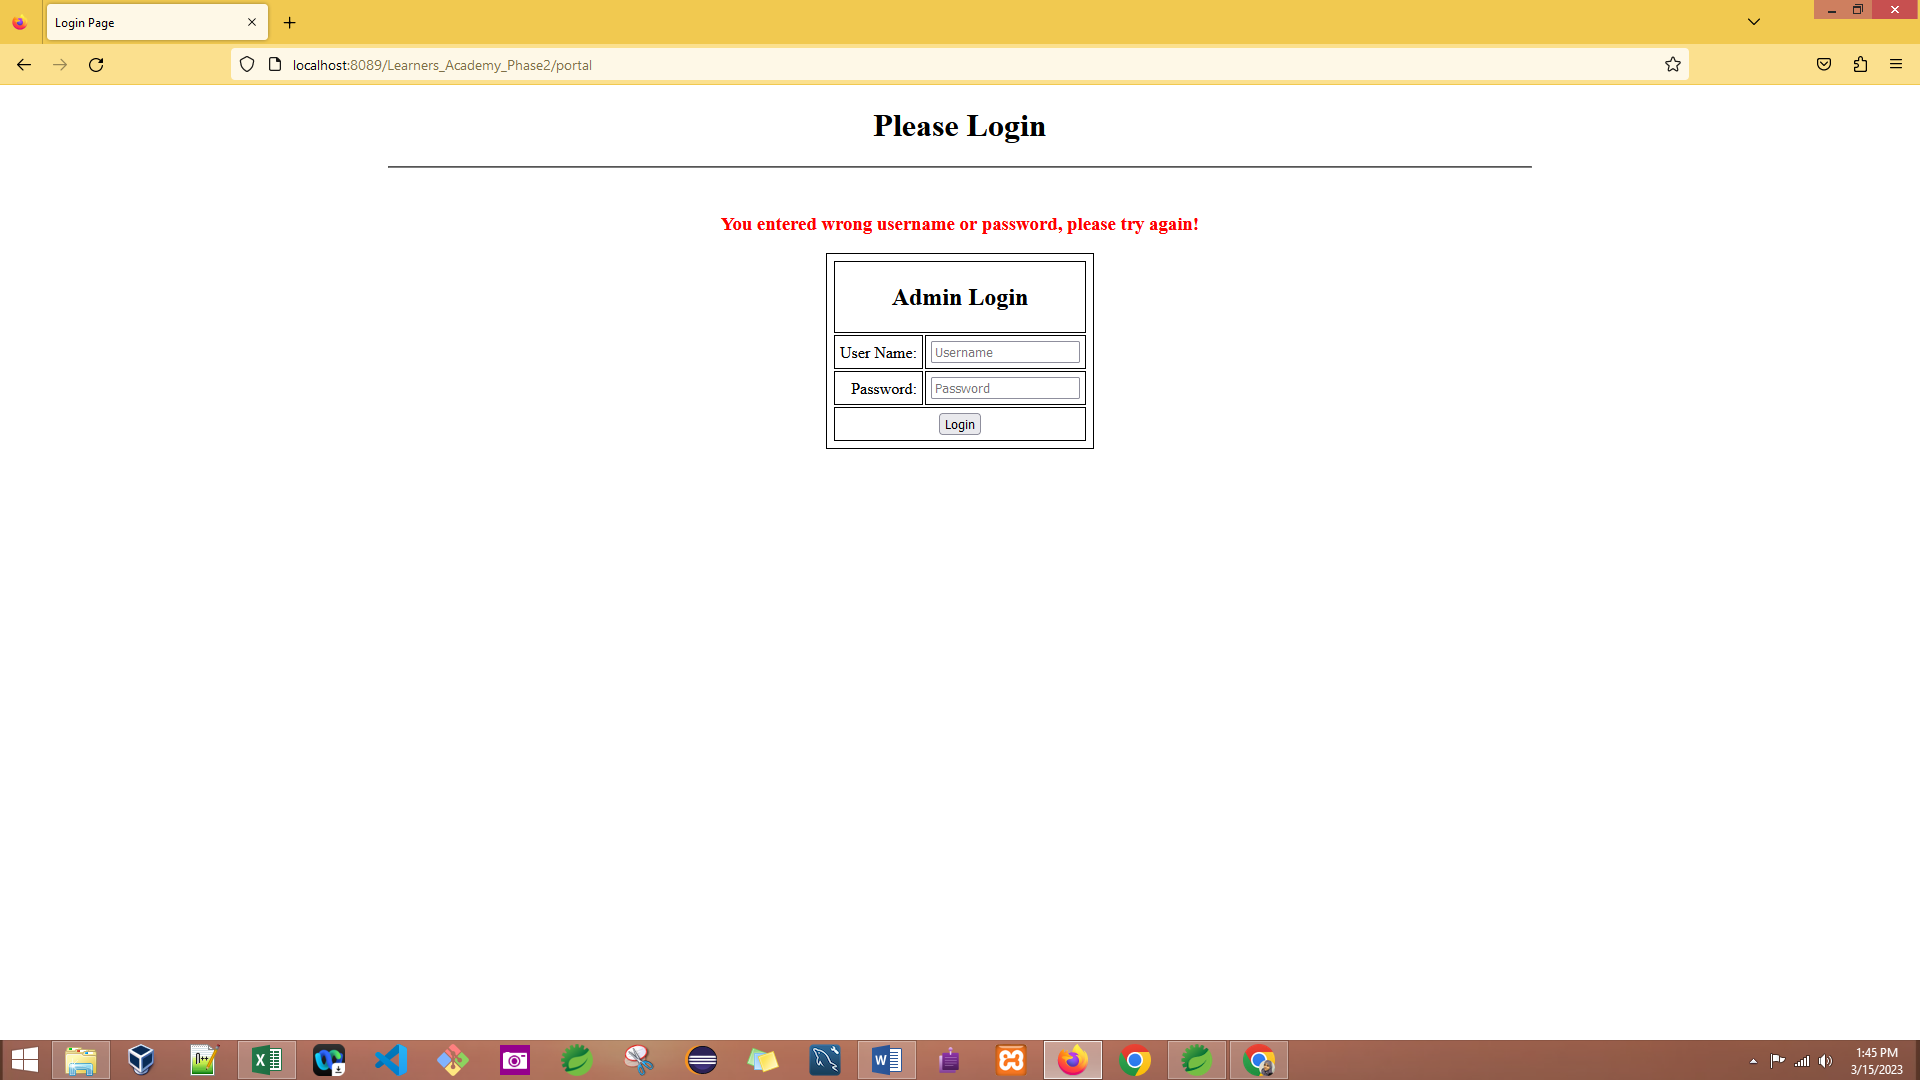 Login Page
localhost:8089/Learners_Academy_Phase2/portal
Please Login
You entered wrong username or password, please try again!
Admin Login
User Name: Username
Password: Password
Login
1:45 PM
3/15/2023